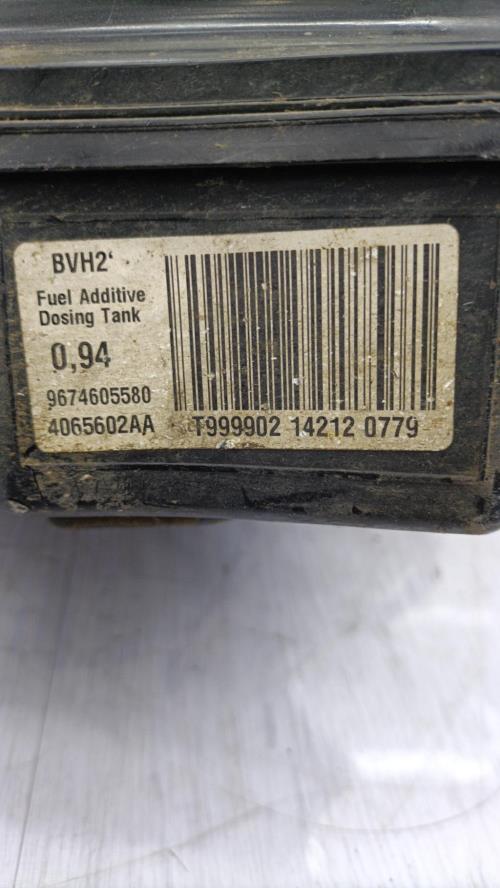 BVH2'
Fuel Additive
Dosing Tank
0,94
9674605580
4065602AA T999902 14212 0779